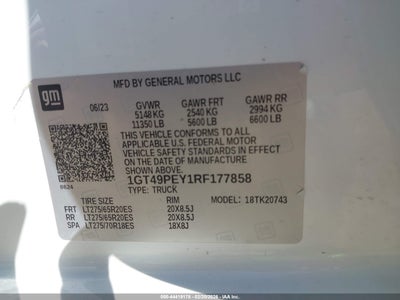 MFD BY GENERAL MOTORS LLC
gm
06/23 GVWR GAWR FRT GAWR RR
5148 KG 2540 KG 2994 KG
11350 LB 5600 LB 6600 LB
THIS VEHICLE CONFORMS TO ALL
APPLICABLE U.S. FEDERAL MOTOR
VEHICLE SAFETY STANDARDS IN
EFFECT ON THE DATE OF MANUFACTURE
SHOWN ABOVE.
1GT49PEY1RF177858
TYPE: TRUCK
TIRE SIZE RIM MODEL: 18TK20743
FRT LT275/65R20ES 20X8.5J
RR LT275/65R20ES 20X8.5J
SPA LT275/70R18ES 18X8J